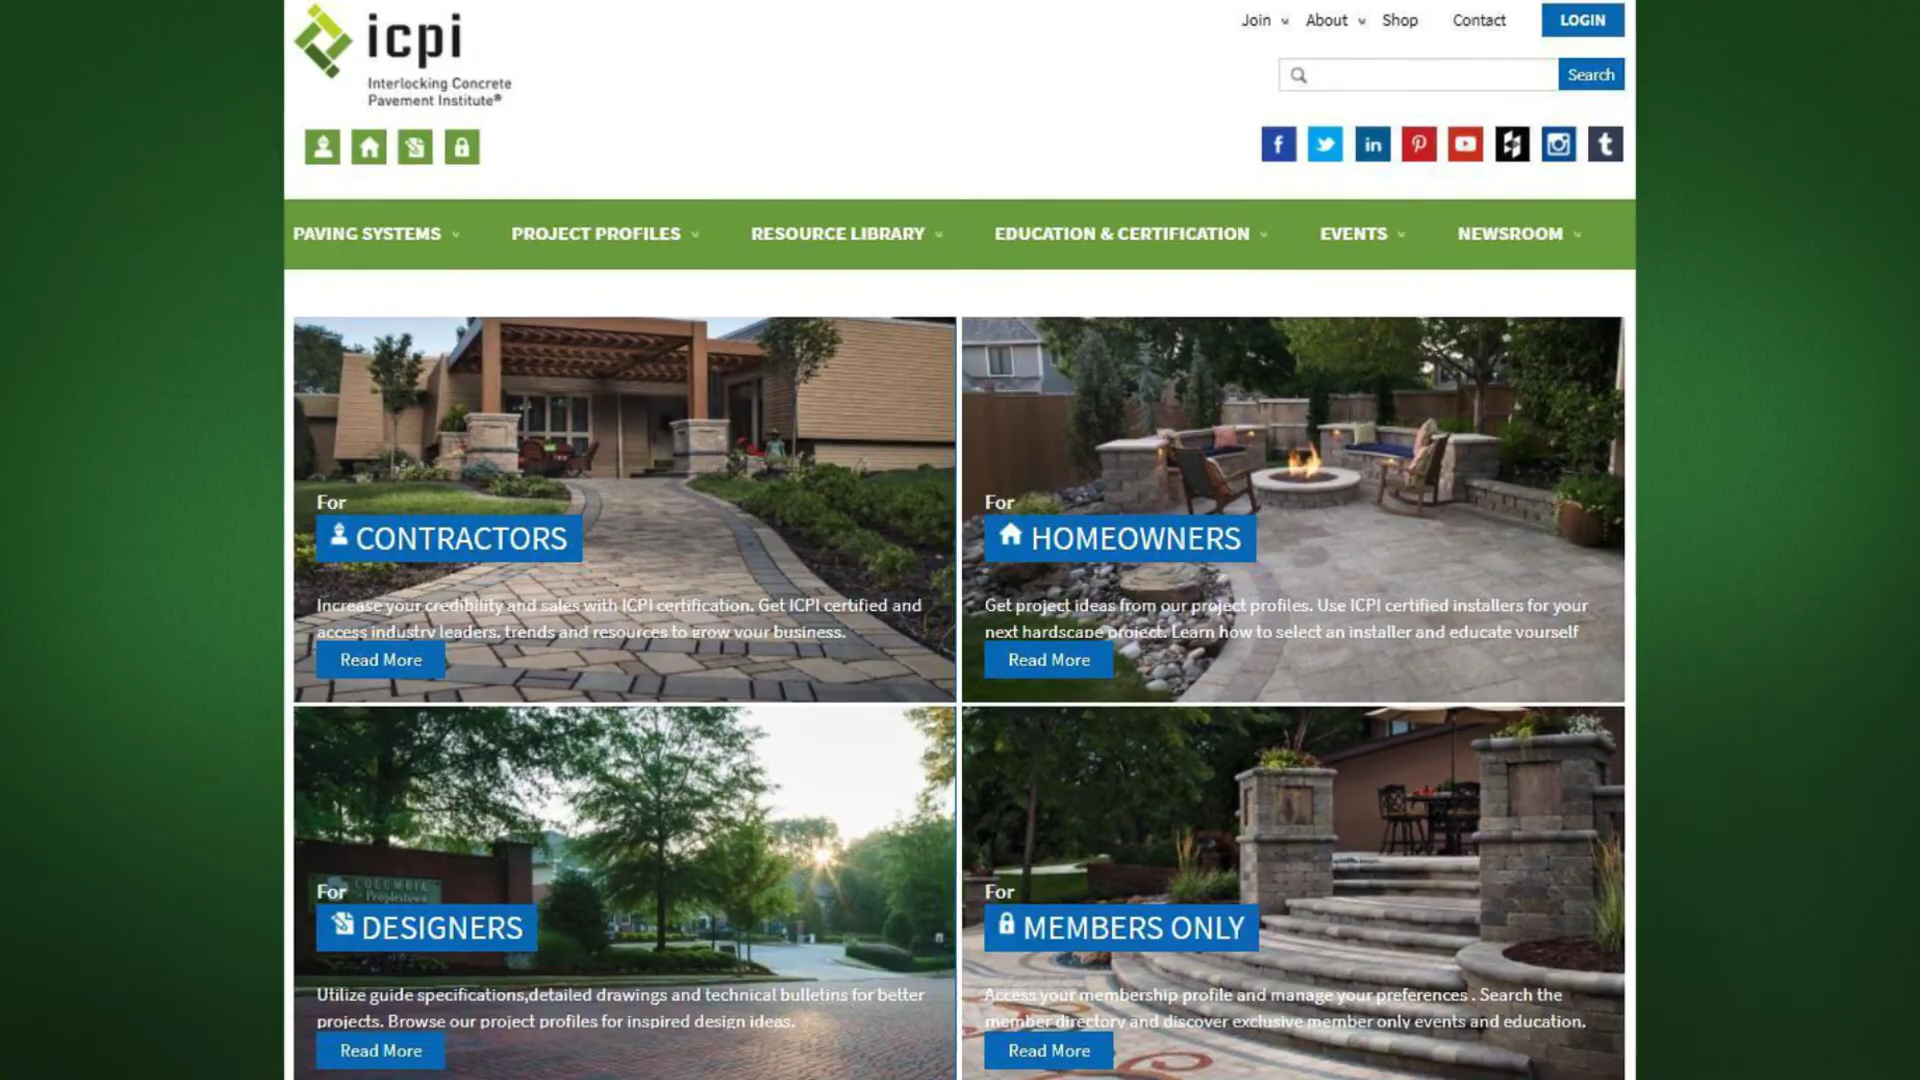 icpi
Interlocking Concrete
Pavement Institute®
Join
About
Shop
Contact
LOGIN
Search
PAVING SYSTEMS
PROJECT PROFILES
RESOURCE LIBRARY
EDUCATION & CERTIFICATION
EVENTS
NEWSROOM
For
CONTRACTORS
Increase your credibility and sales with ICPI certification. Get ICPI certified and
access industry leaders, trends and resources to grow your business.
Read More
For
HOMEOWNERS
Get project ideas from our project profiles. Use ICPI certified installers for your
next hardscape project. Learn how to select an installer and educate yourself
Read More
COLUMBIA
Peoplestown
For
DESIGNERS
Utilize guide specifications,detailed drawings and technical bulletins for better
projects. Browse our project profiles for inspired design ideas.
Read More
For
MEMBERS ONLY
Access your membership profile and manage your preferences . Search the
member directory and discover exclusive member only events and education.
Read More